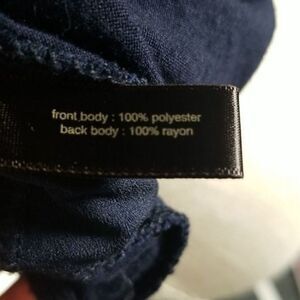 front body : 100% polyester
back body : 100% rayon